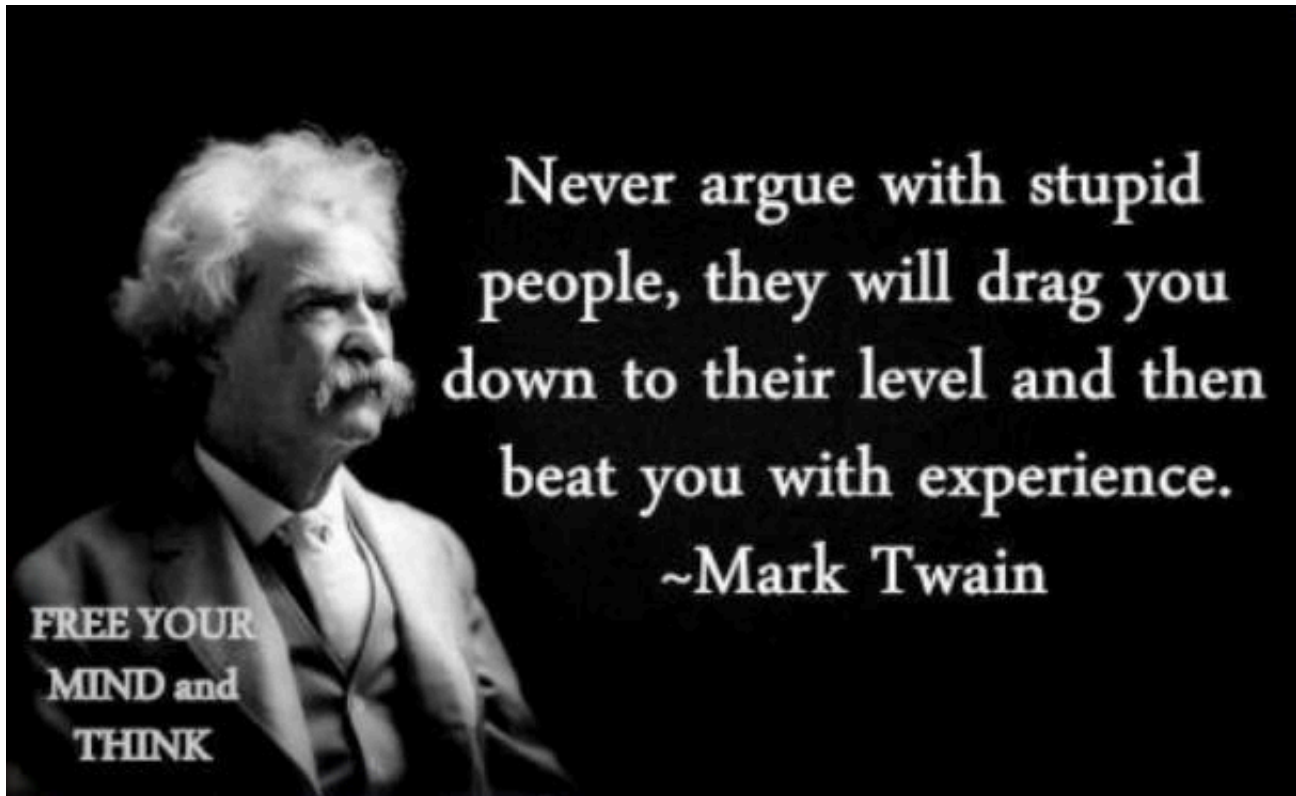 Never argue with stupid
people, they will drag you
down to their level and then
beat you with experience.
~Mark Twain
FREE YOUR
MIND and
THINK